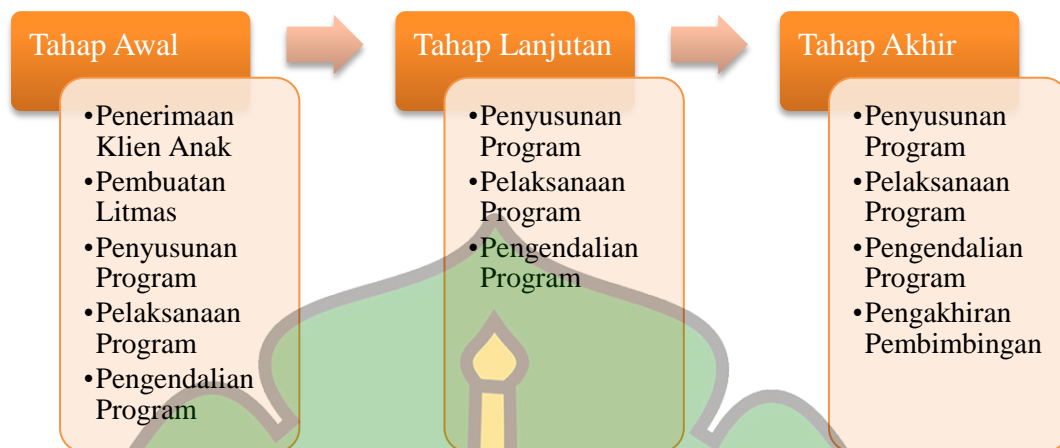 Tahap Awal
•Penerimaan
Klien Anak
•Pembuatan
Litmas
•Penyusunan
Program
•Pelaksanaan
Program
•Pengendalian
Program
Tahap Lanjutan
•Penyusunan
Program
•Pelaksanaan
Program
•Pengendalian
Program
Tahap Akhir
•Penyusunan
Program
•Pelaksanaan
Program
•Pengendalian
Program
•Pengakhiran
Pembimbingan